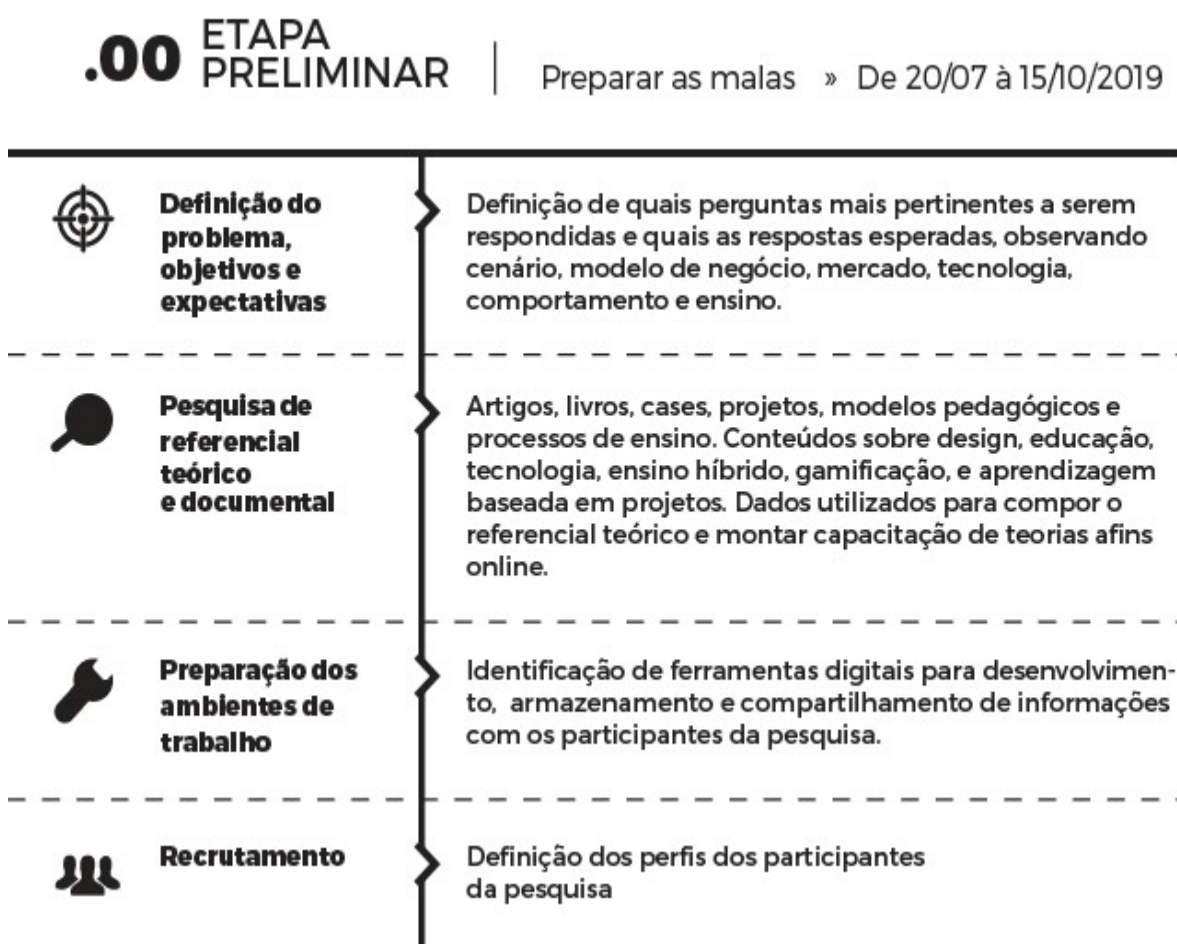 .00 ETAPA
PRELIMINAR
Preparar as malas » De 20/07 à 15/10/2019
Definição do
problema,
objetivos e
expectativas
Definição de quais perguntas mais pertinentes a serem
respondidas e quais as respostas esperadas, observando
cenário, modelo de negócio, mercado, tecnologia,
comportamento e ensino.
Pesquisa de
referencial
teórico
e documental
Artigos, livros, cases, projetos, modelos pedagógicos e
processos de ensino. Conteúdos sobre design, educação,
tecnologia, ensino híbrido, gamificação, e aprendizagem
baseada em projetos. Dados utilizados para compor o
referencial teórico e montar capacitação de teorias afins
online.
Preparação dos
ambientes de
trabalho
Identificação de ferramentas digitais para desenvolvimen-
to, armazenamento e compartilhamento de informações
com os participantes da pesquisa.
Recrutamento
Definição dos perfis dos participantes
da pesquisa